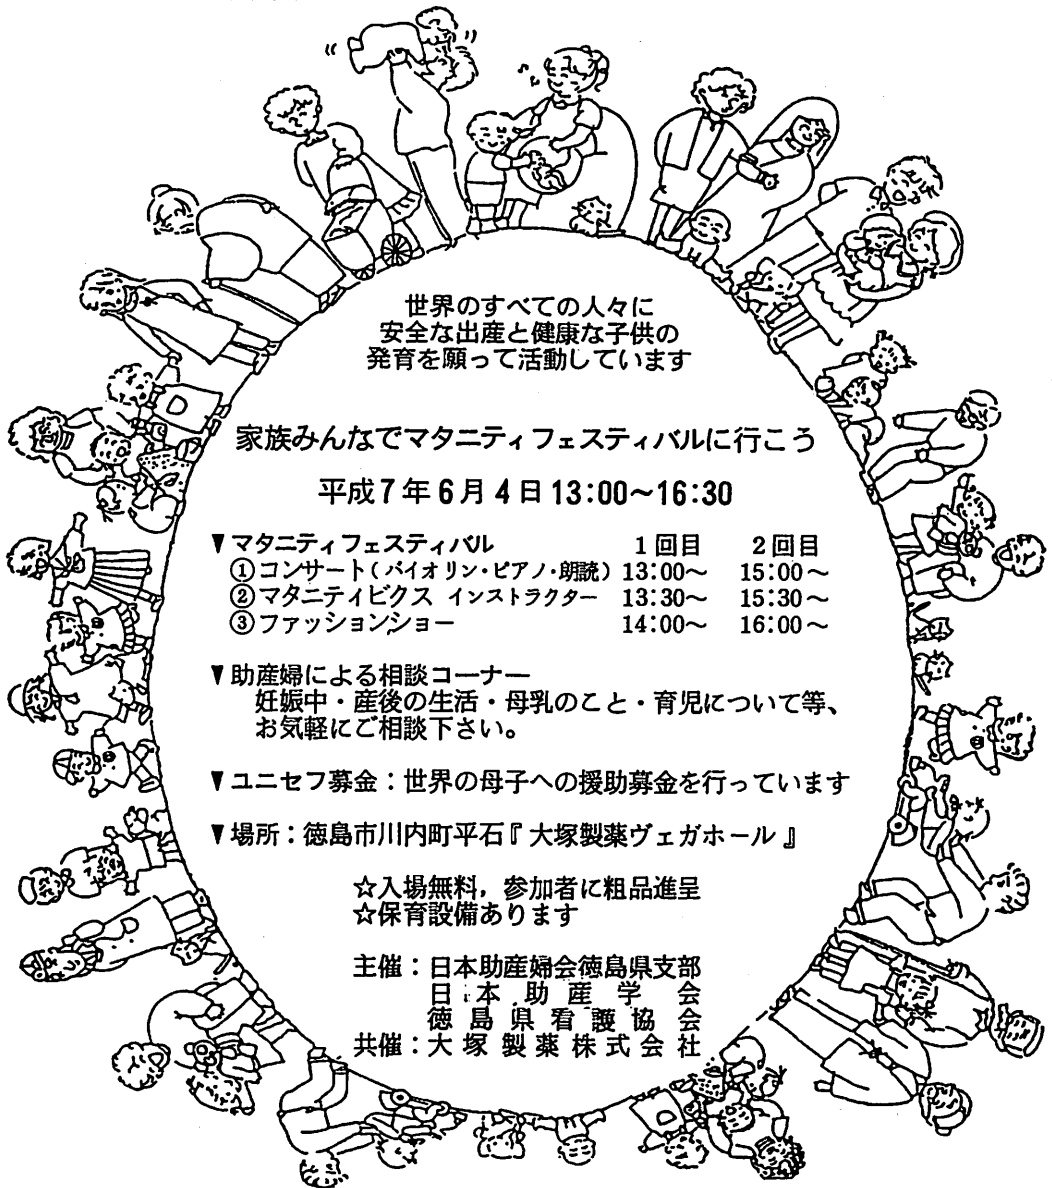 世界のすべての人々に
安全な出産と健康な子供の
発育を願って活動しています
家族みんなでマタニティフェスティバルに行こう
平成7年6月4日13:00〜16:30
▼マタニティフェスティバル 1回目 2回目
①コンサート(バイオリン・ピアノ・朗読) 13:00〜 15:00〜
②マタニティビクス インストラクター 13:30〜 15:30〜
③ファッションショー 14:00〜 16:00〜
▼助産婦による相談コーナー
妊娠中・産後の生活・母乳のこと・育児について等、
お気軽にご相談下さい。
▼ユニセフ募金：世界の母子への援助募金を行っています
▼場所：徳島市川内町平石『大塚製薬ヴェガホール』
☆入場無料，参加者に粗品進呈
☆保育設備あります
主催：日本助産婦会徳島県支部
日本助産学会
徳島県看護協会
共催：大塚製薬株式会社